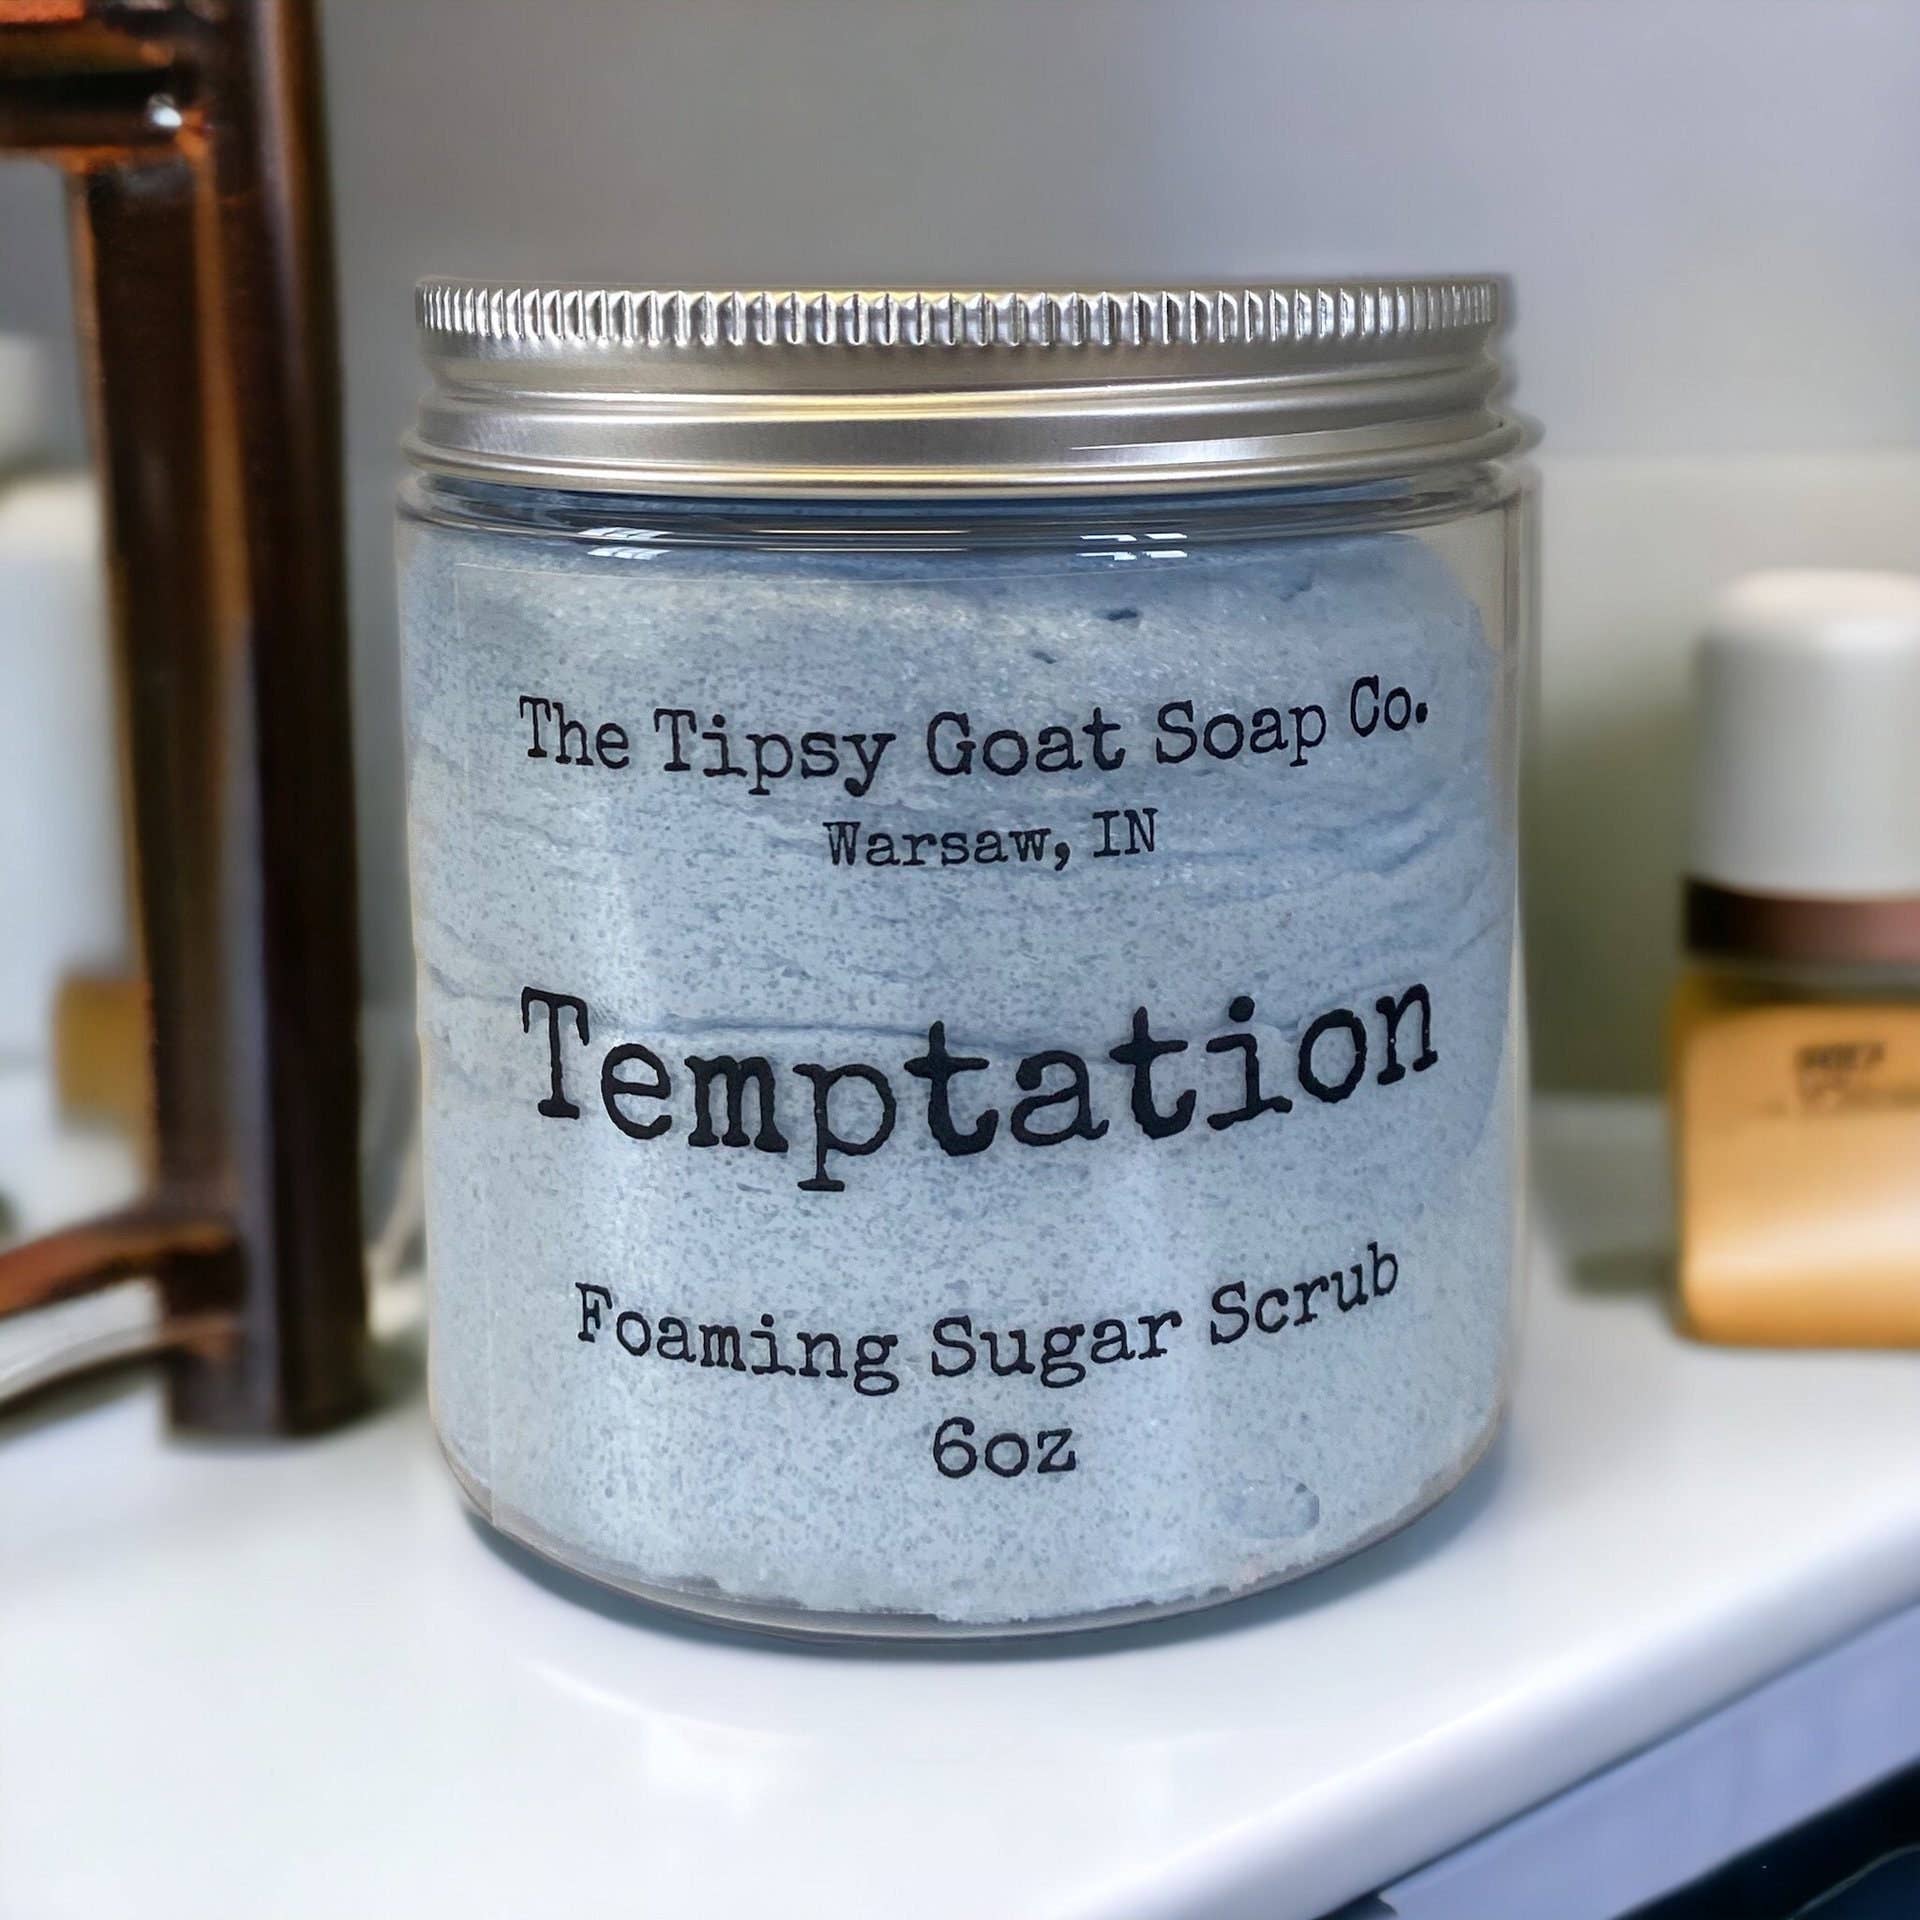 The Tipsy Goat Soap Co.
Warsaw, IN
Temptation
Foaming Sugar Scrub
6oz